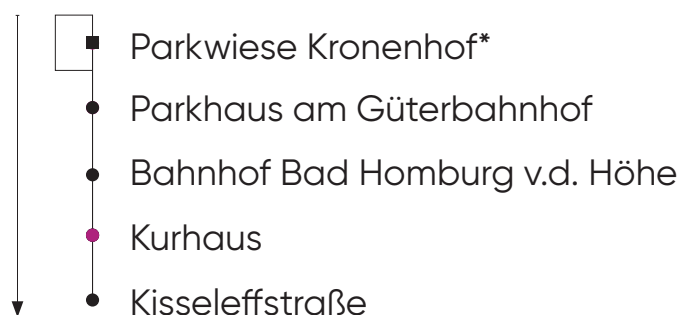 Parkwiese Kronenhof*
Parkhaus am Güterbahnhof
Bahnhof Bad Homburg v.d. Höhe
Kurhaus
Kisseleffstraße